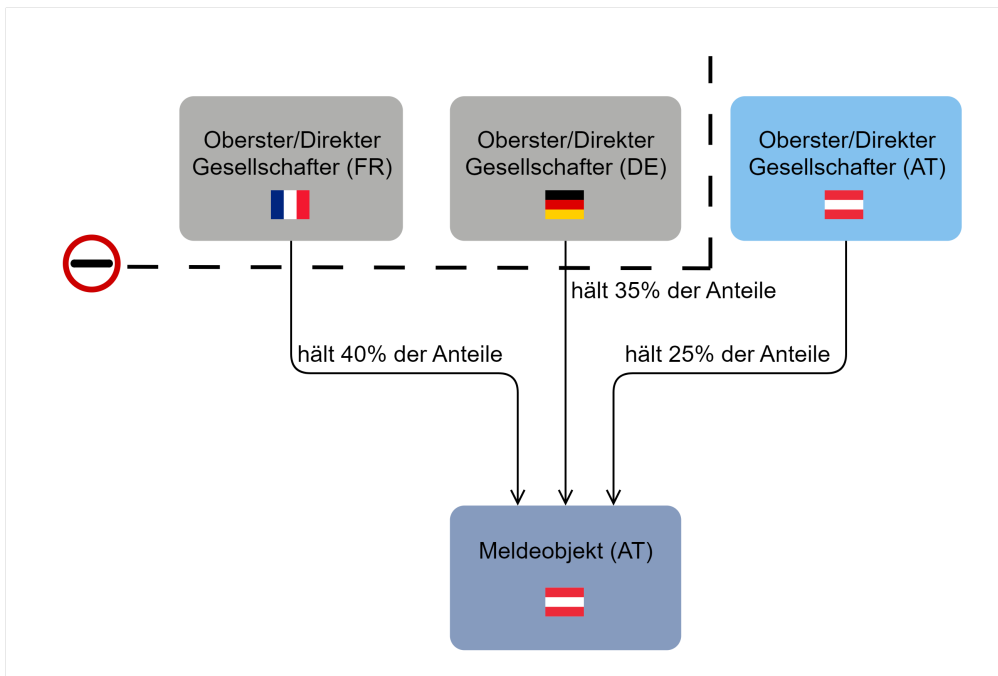 Oberster/Direkter
Gesellschafter (FR)
Oberster/Direkter
Gesellschafter (DE)
Oberster/Direkter
Gesellschafter (AT)
hält 35% der Anteile
hält 40% der Anteile
hält 25% der Anteile
Meldeobjekt (AT)